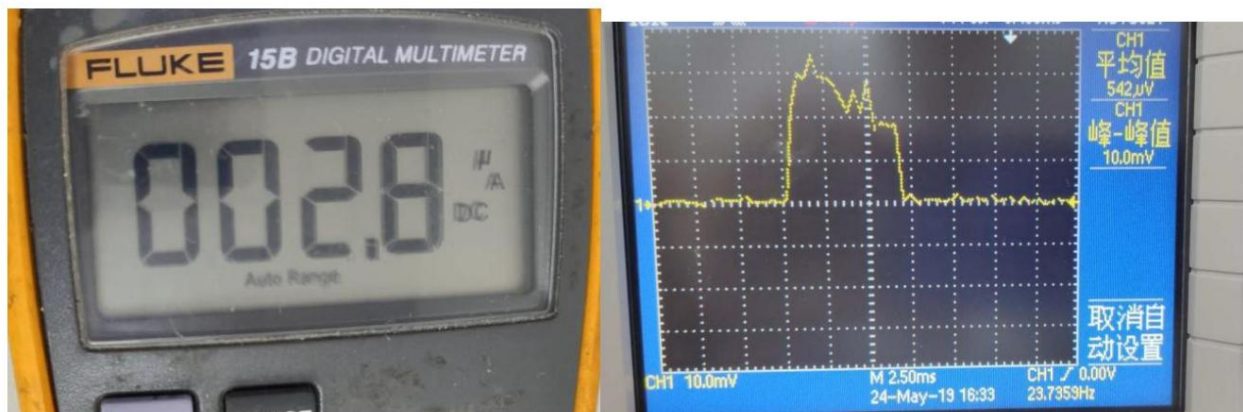 FLUKE 15B DIGITAL MULTIMETER
002.8
µ
A
DC
Auto Range
CH1
平均值
542µV
CH1
峰-峰值
10.0mV
取消自
动设置
1
CH1 10.0mV
M 2.50ms
CH1 ∫ 0.00V
24-May-19 16:33
23.7359Hz